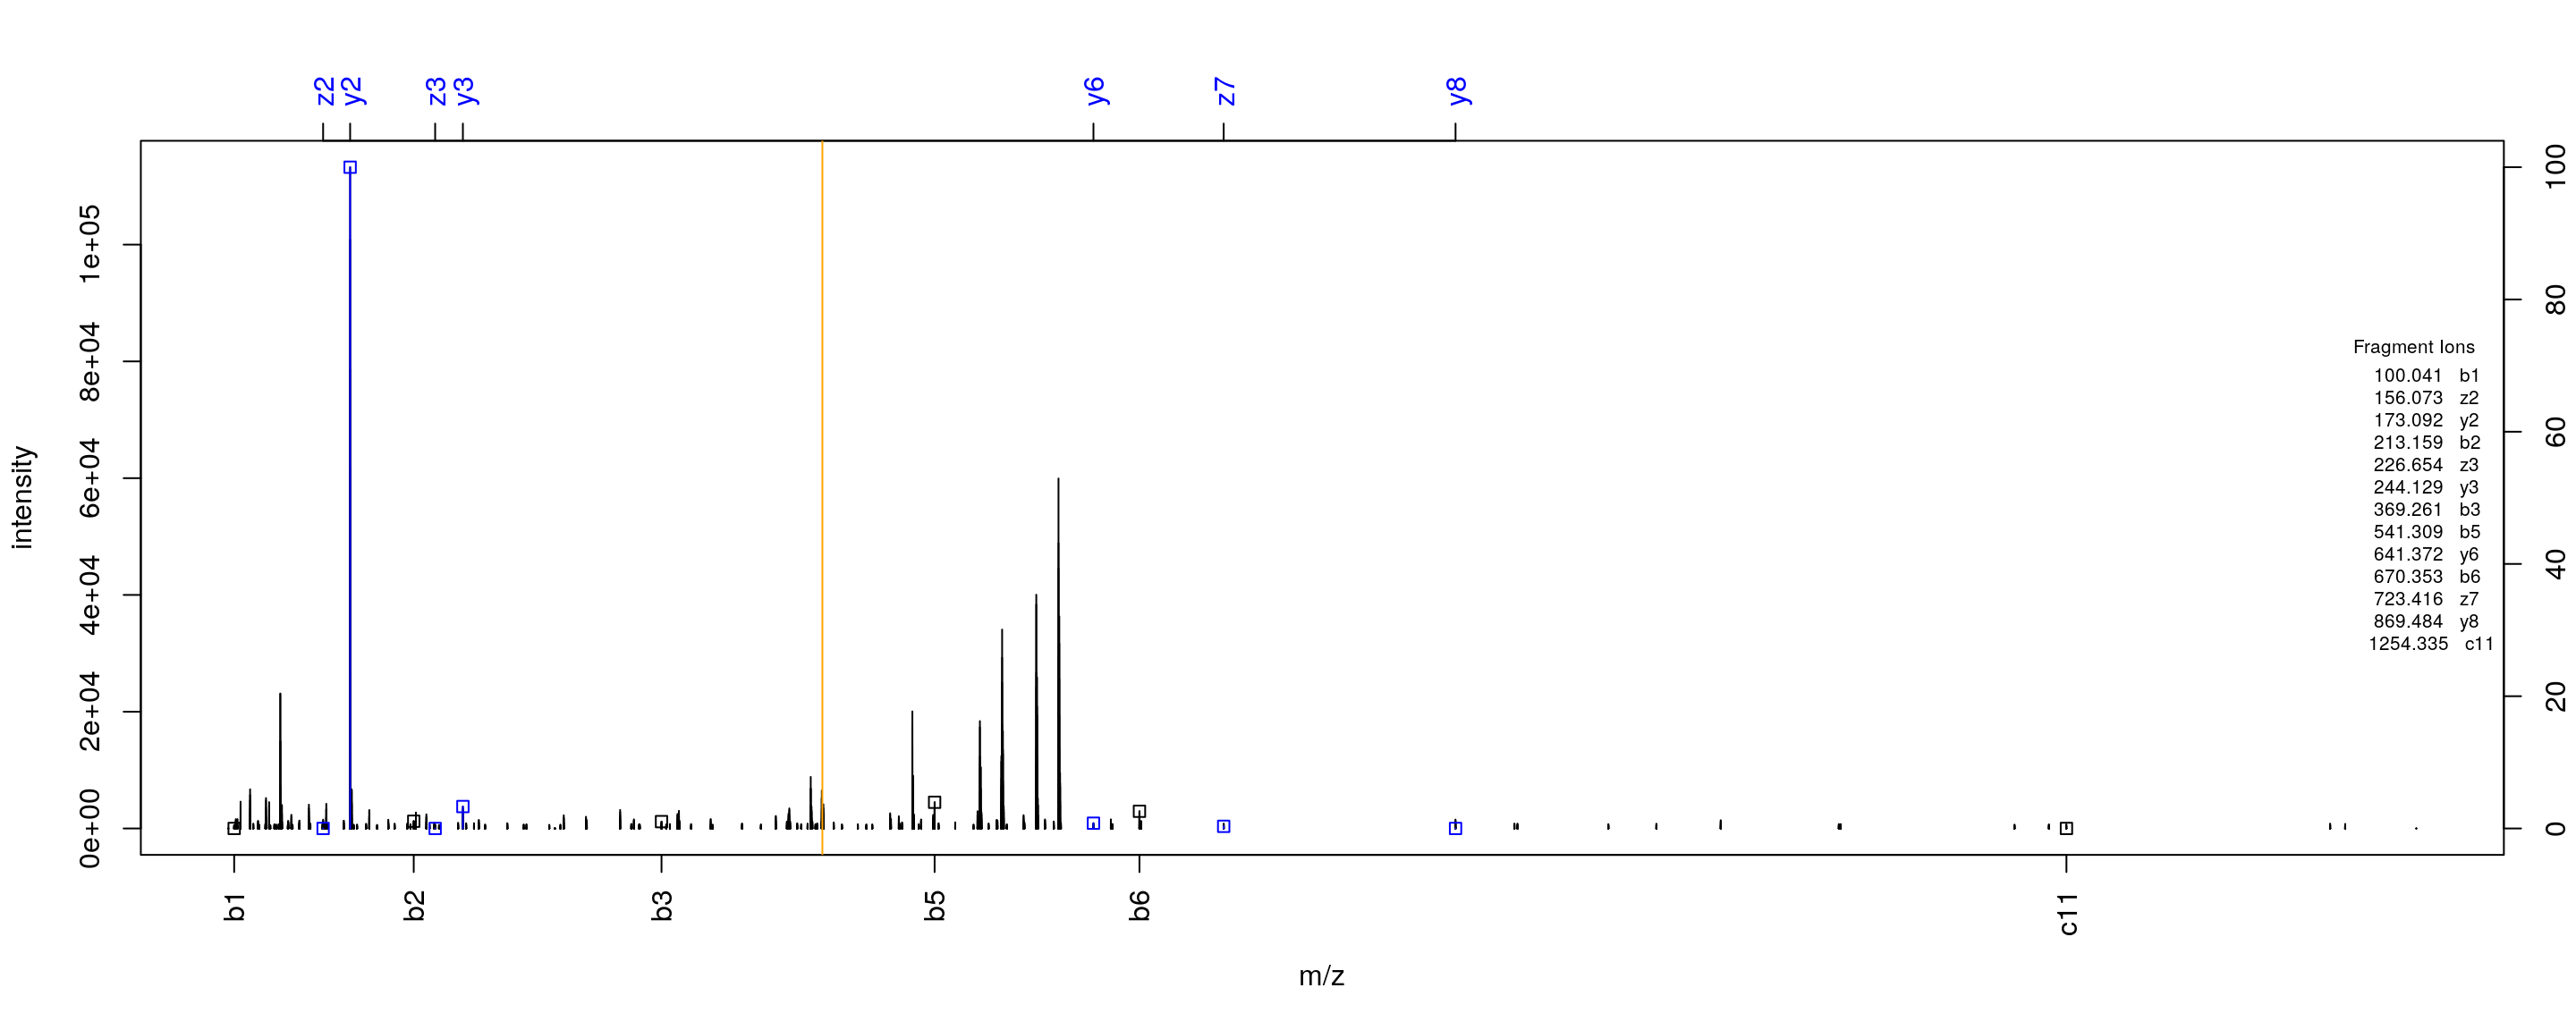 z2 y2 z3 y3 y6 z7 y8
intensity
0e+00 2e+04 4e+04 6e+04 8e+04 1e+05
0 20 40 60 80 100
Fragment Ions
100.041 b1
156.073 z2
173.092 y2
213.159 b2
226.654 z3
244.129 y3
369.261 b3
541.309 b5
641.372 y6
670.353 b6
723.416 z7
869.484 y8
1254.335 c11
b1 b2 b3 b5 b6 c11
m/z